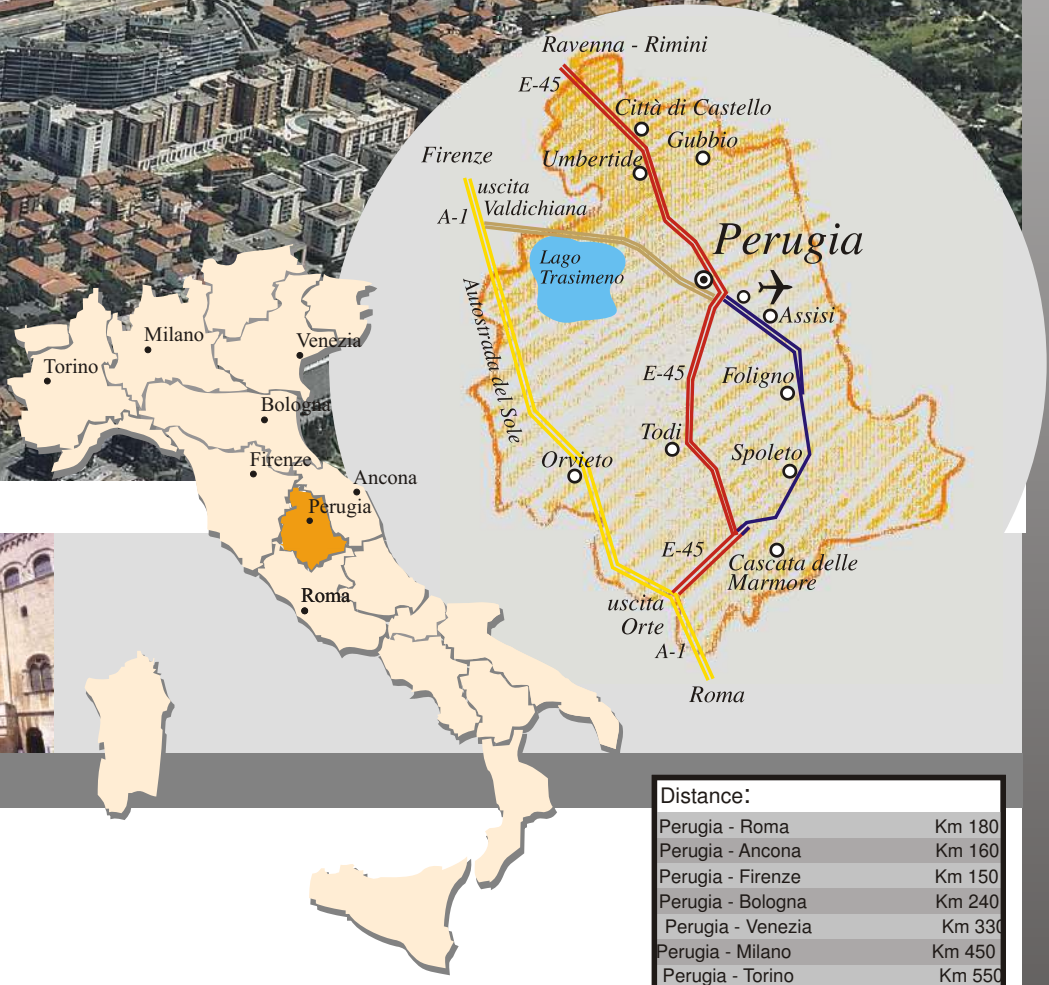 Ravenna - Rimini
E-45
Città di Castello
Gubbio
Umbertide
Firenze
uscita
Valdichiana
A-1
Perugia
Lago
Trasimeno
Assisi
Autostrada del Sole
E-45
Foligno
Todi
Spoleto
Orvieto
E-45
Cascata delle
Marmore
uscita
Orte
A-1
Roma
Milano
Venezia
Torino
Bologna
Firenze
Ancona
Perugia
Roma
Distance:
Perugia - Roma Km 180
Perugia - Ancona Km 160
Perugia - Firenze Km 150
Perugia - Bologna Km 240
Perugia - Venezia Km 330
Perugia - Milano Km 450
Perugia - Torino Km 550